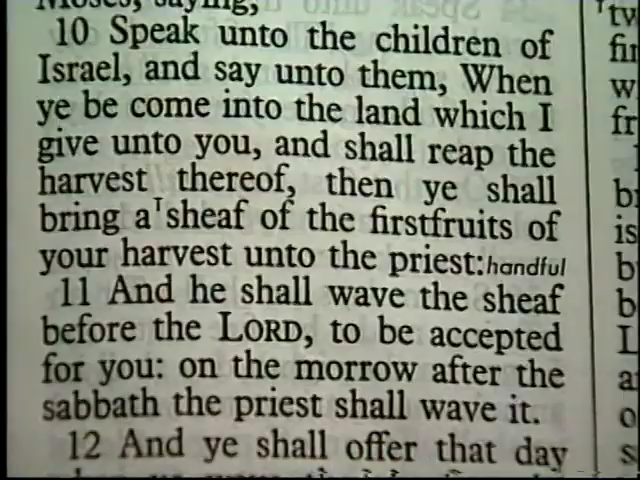 Moses, saying,
10 Speak unto the children of
Israel, and say unto them, When
ye be come into the land which I
give unto you, and shall reap the
harvest thereof, then ye shall
bring a ᵀsheaf of the firstfruits of
your harvest unto the priest:handful
11 And he shall wave the sheaf
before the LORD, to be accepted
for you: on the morrow after the
sabbath the priest shall wave it.
12 And ye shall offer that day